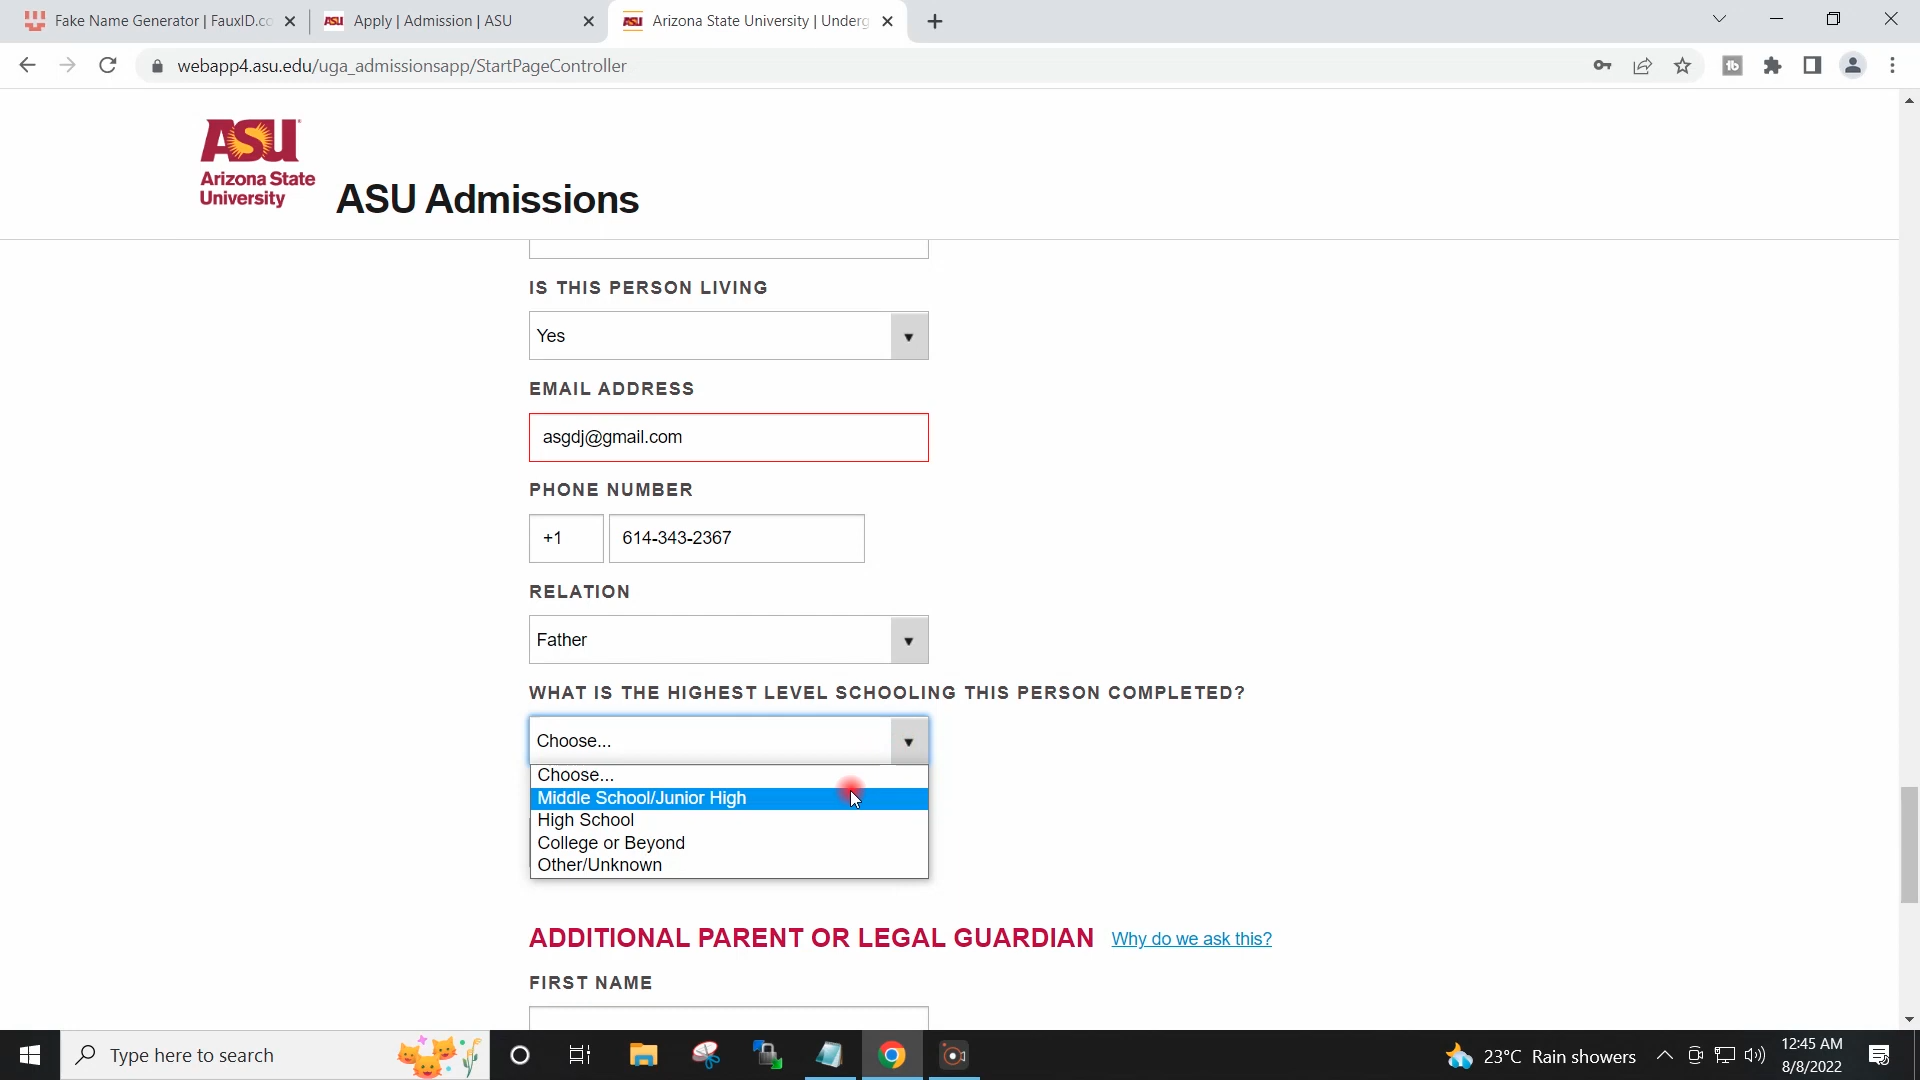 Fake Name Generator | FauxID.co
Apply | Admission | ASU
Arizona State University | Underg
webapp4.asu.edu/uga_admissionsapp/StartPageController
ASU
Arizona State
University
ASU Admissions
IS THIS PERSON LIVING
Yes
EMAIL ADDRESS
asgdj@gmail.com
PHONE NUMBER
+1 614-343-2367
RELATION
Father
WHAT IS THE HIGHEST LEVEL SCHOOLING THIS PERSON COMPLETED?
Choose...
Choose...
Middle School/Junior High
High School
College or Beyond
Other/Unknown
ADDITIONAL PARENT OR LEGAL GUARDIAN Why do we ask this?
FIRST NAME
Type here to search
23°C Rain showers
12:45 AM
8/8/2022